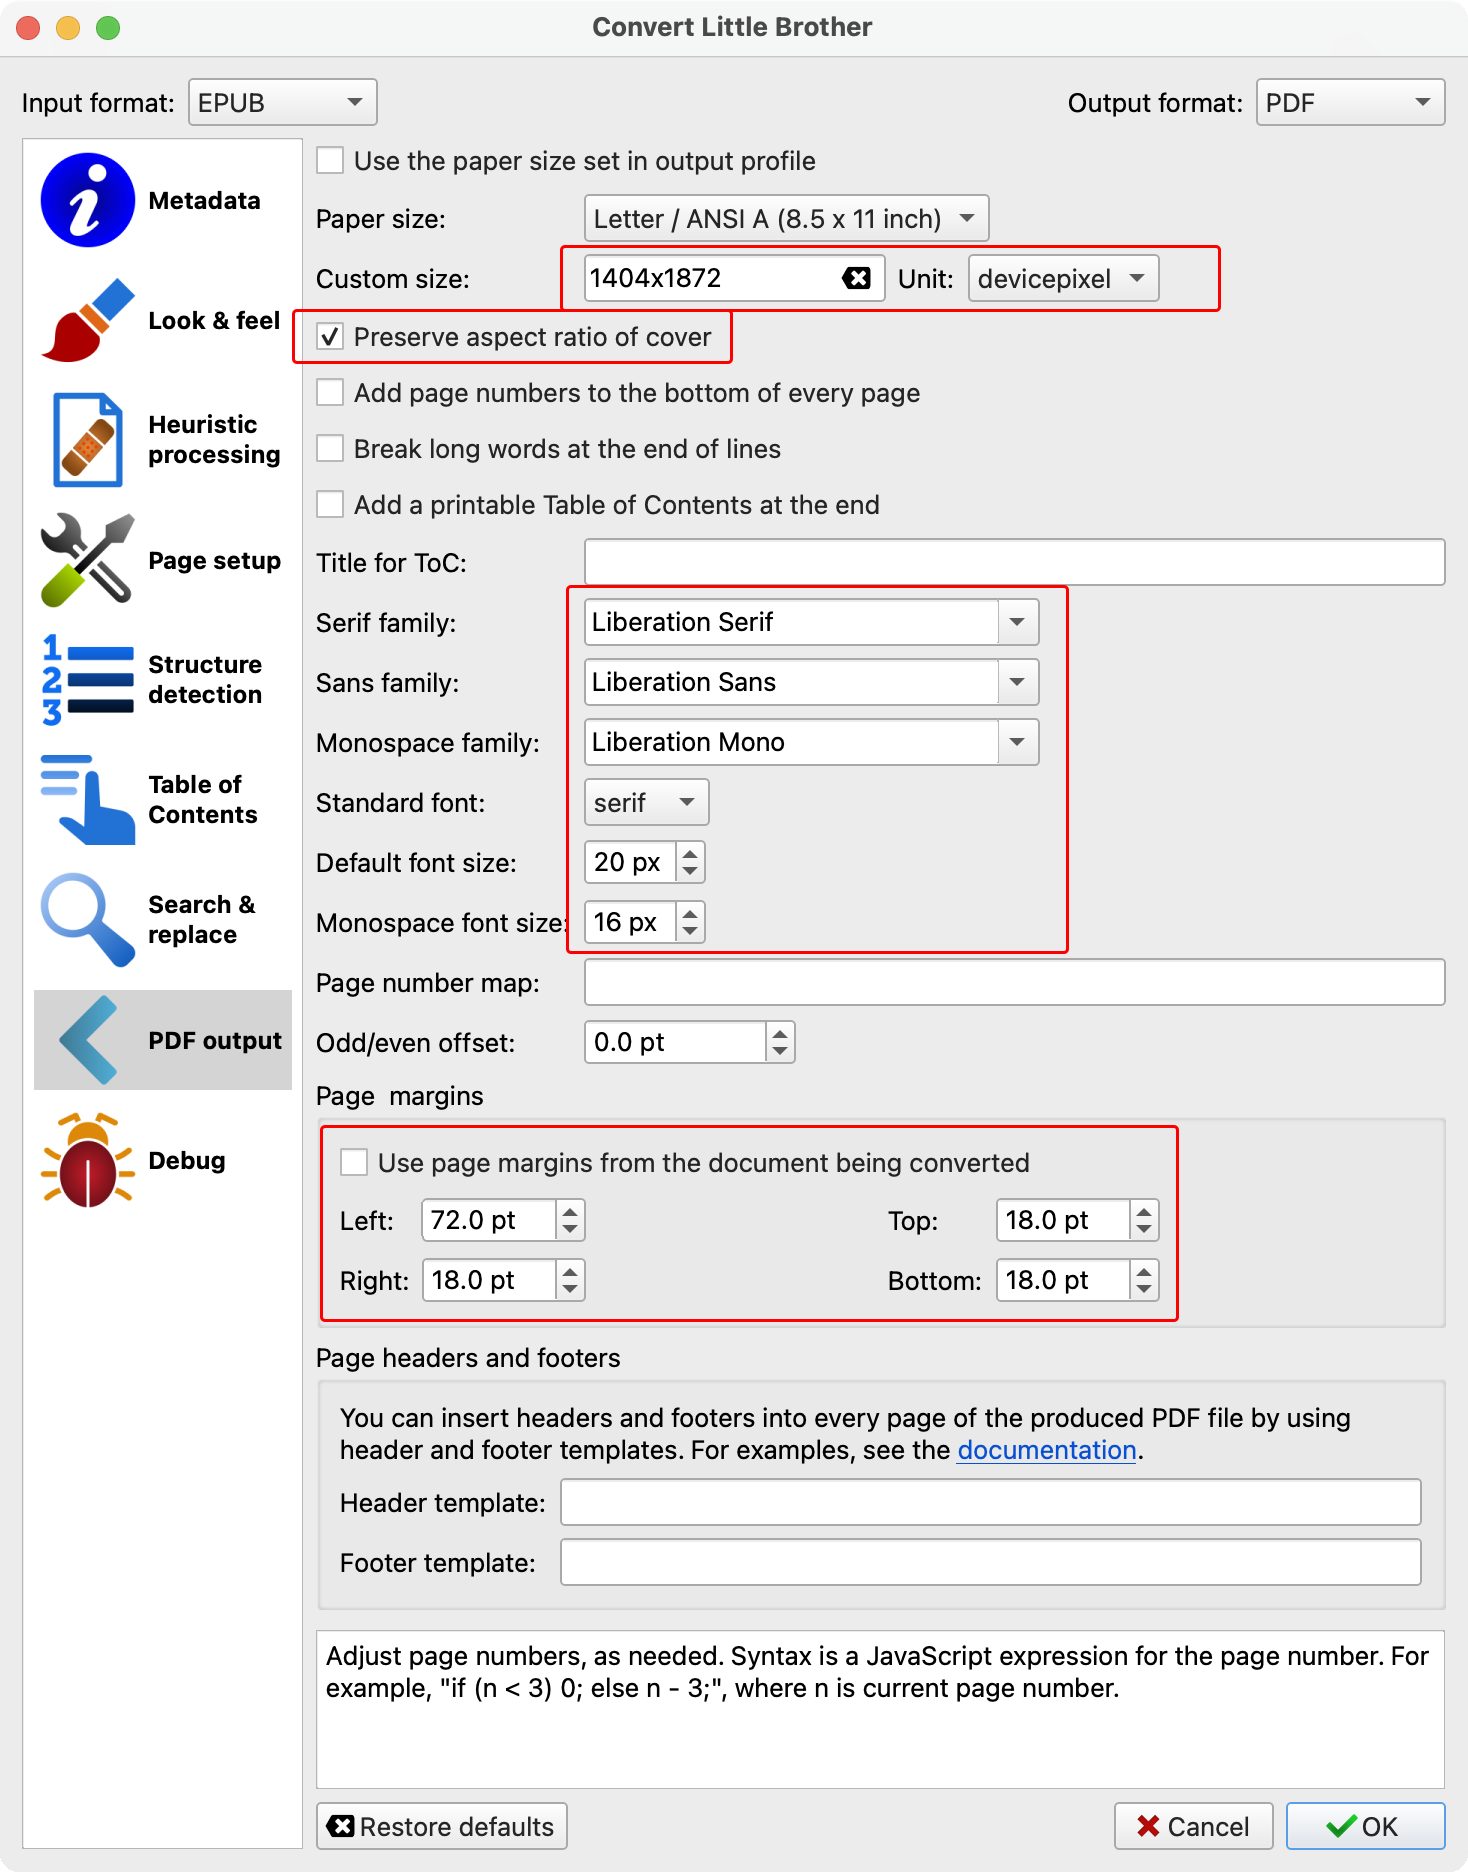 Convert Little Brother
Input format: EPUB Output format: PDF
Metadata
Look & feel
Heuristic
processing
Page setup
1
2
3
Structure
detection
Table of
Contents
Search &
replace
PDF output
Debug
Use the paper size set in output profile
Paper size: Letter / ANSI A (8.5 x 11 inch)
Custom size: 1404x1872 Unit: devicepixel
Preserve aspect ratio of cover
Add page numbers to the bottom of every page
Break long words at the end of lines
Add a printable Table of Contents at the end
Title for ToC:
Serif family: Liberation Serif
Sans family: Liberation Sans
Monospace family: Liberation Mono
Standard font: serif
Default font size: 20 px
Monospace font size: 16 px
Page number map:
Odd/even offset: 0.0 pt
Page margins
Use page margins from the document being converted
Left: 72.0 pt Top: 18.0 pt
Right: 18.0 pt Bottom: 18.0 pt
Page headers and footers
You can insert headers and footers into every page of the produced PDF file by using
header and footer templates. For examples, see the documentation.
Header template:
Footer template:
Adjust page numbers, as needed. Syntax is a JavaScript expression for the page number. For
example, "if (n < 3) 0; else n - 3;", where n is current page number.
Restore defaults Cancel OK